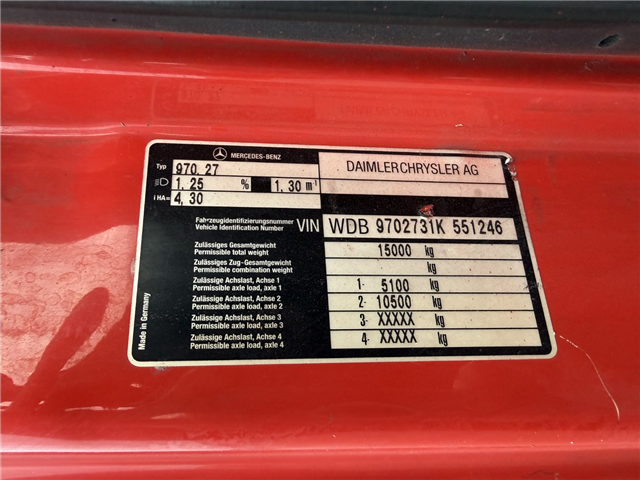 MERCEDES-BENZ
Typ 970.27
DAIMLERCHRYSLER AG
1,25 % 1,30 m⁻¹
i HA= 4,30
Fahrzeugidentifizierungsnummer
Vehicle Identification Number
VIN WDB 9702731K 551246
Zulässiges Gesamtgewicht
Permissible total weight
15000 kg
Zulässiges Zug-Gesamtgewicht
Permissible combination weight
kg
Zulässige Achslast, Achse 1
Permissible axle load, axle 1
1- 5100 kg
Zulässige Achslast, Achse 2
Permissible axle load, axle 2
2- 10500 kg
Zulässige Achslast, Achse 3
Permissible axle load, axle 3
3- XXXXX kg
Zulässige Achslast, Achse 4
Permissible axle load, axle 4
4- XXXXX kg
Made in Germany